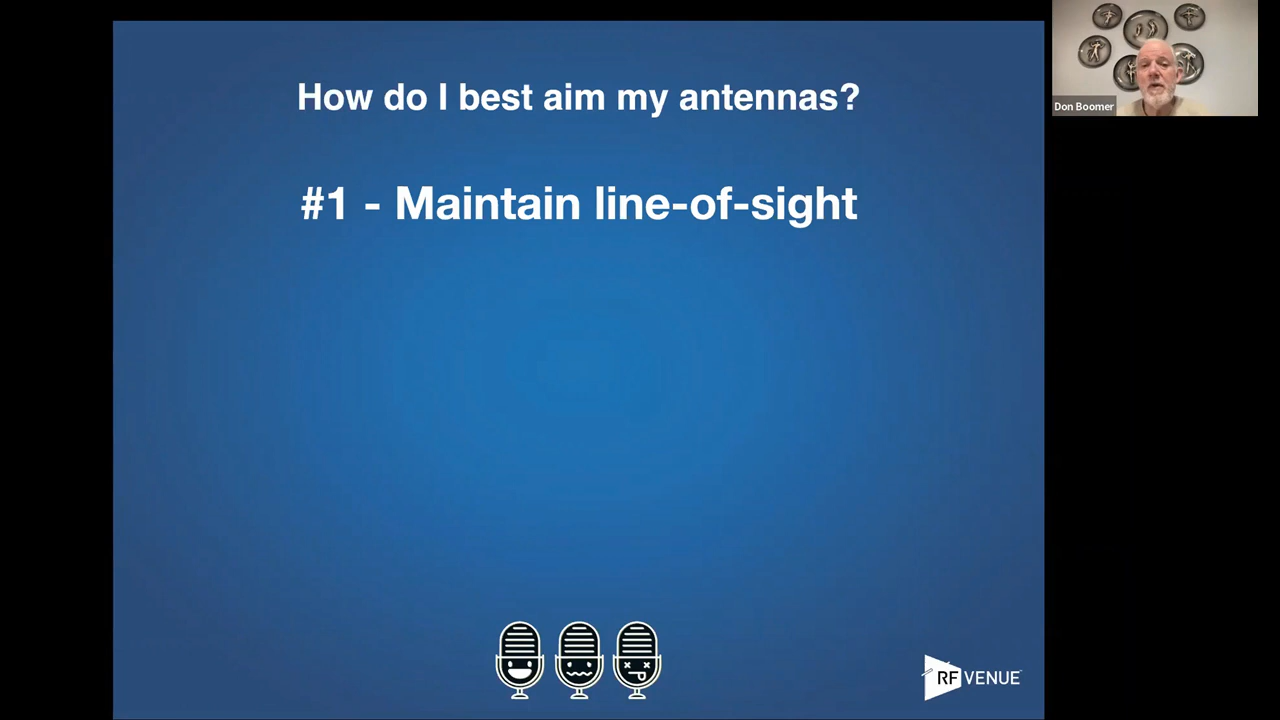 How do I best aim my antennas?
#1 - Maintain line-of-sight
Don Boomer
RF VENUE